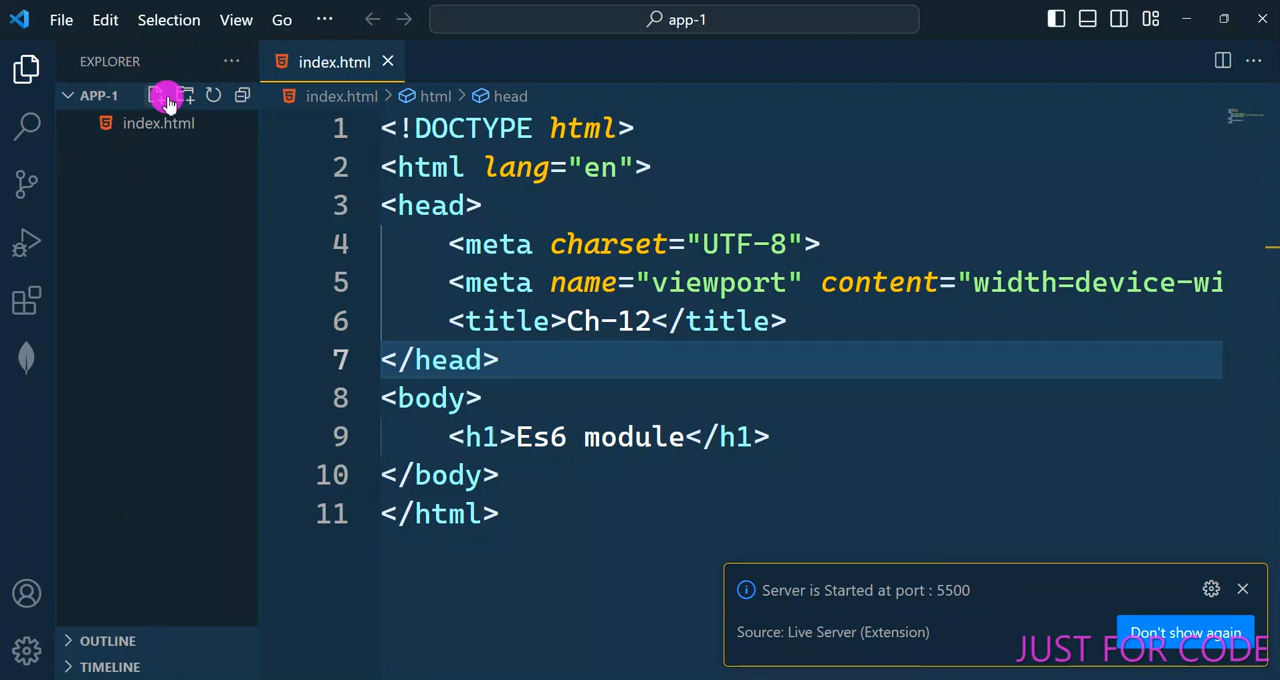 File Edit Selection View Go ··· app-1
EXPLORER ···
index.html
APP-1
index.html > html > head
index.html
1 <!DOCTYPE html>
2 <html lang="en">
3 <head>
4 <meta charset="UTF-8">
5 <meta name="viewport" content="width=device-wi
6 <title>Ch-12</title>
7 </head>
8 <body>
9 <h1>Es6 module</h1>
10 </body>
11 </html>
Server is Started at port : 5500
Source: Live Server (Extension)
Don't show again
JUST FOR CODE
OUTLINE
TIMELINE